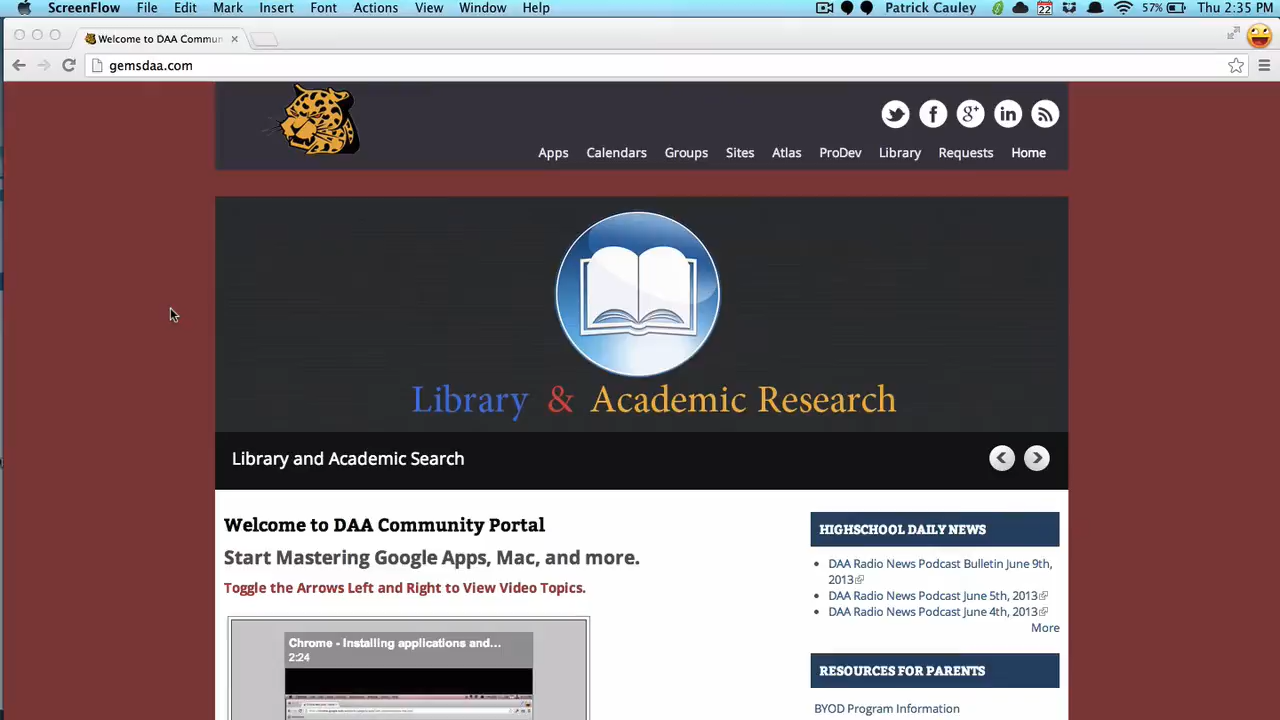 ScreenFlow File Edit Mark Insert Font Actions View Window Help 22 Patrick Cauley 57% Thu 2:35 PM
Welcome to DAA Commun
gemsdaa.com
Apps Calendars Groups Sites Atlas ProDev Library Requests Home
Library & Academic Research
Library and Academic Search
Welcome to DAA Community Portal
Start Mastering Google Apps, Mac, and more.
Toggle the Arrows Left and Right to View Video Topics.
Chrome - Installing applications and...
2:24
HIGHSCHOOL DAILY NEWS
DAA Radio News Podcast Bulletin June 9th,
2013
DAA Radio News Podcast June 5th, 2013
DAA Radio News Podcast June 4th, 2013
More
RESOURCES FOR PARENTS
BYOD Program Information